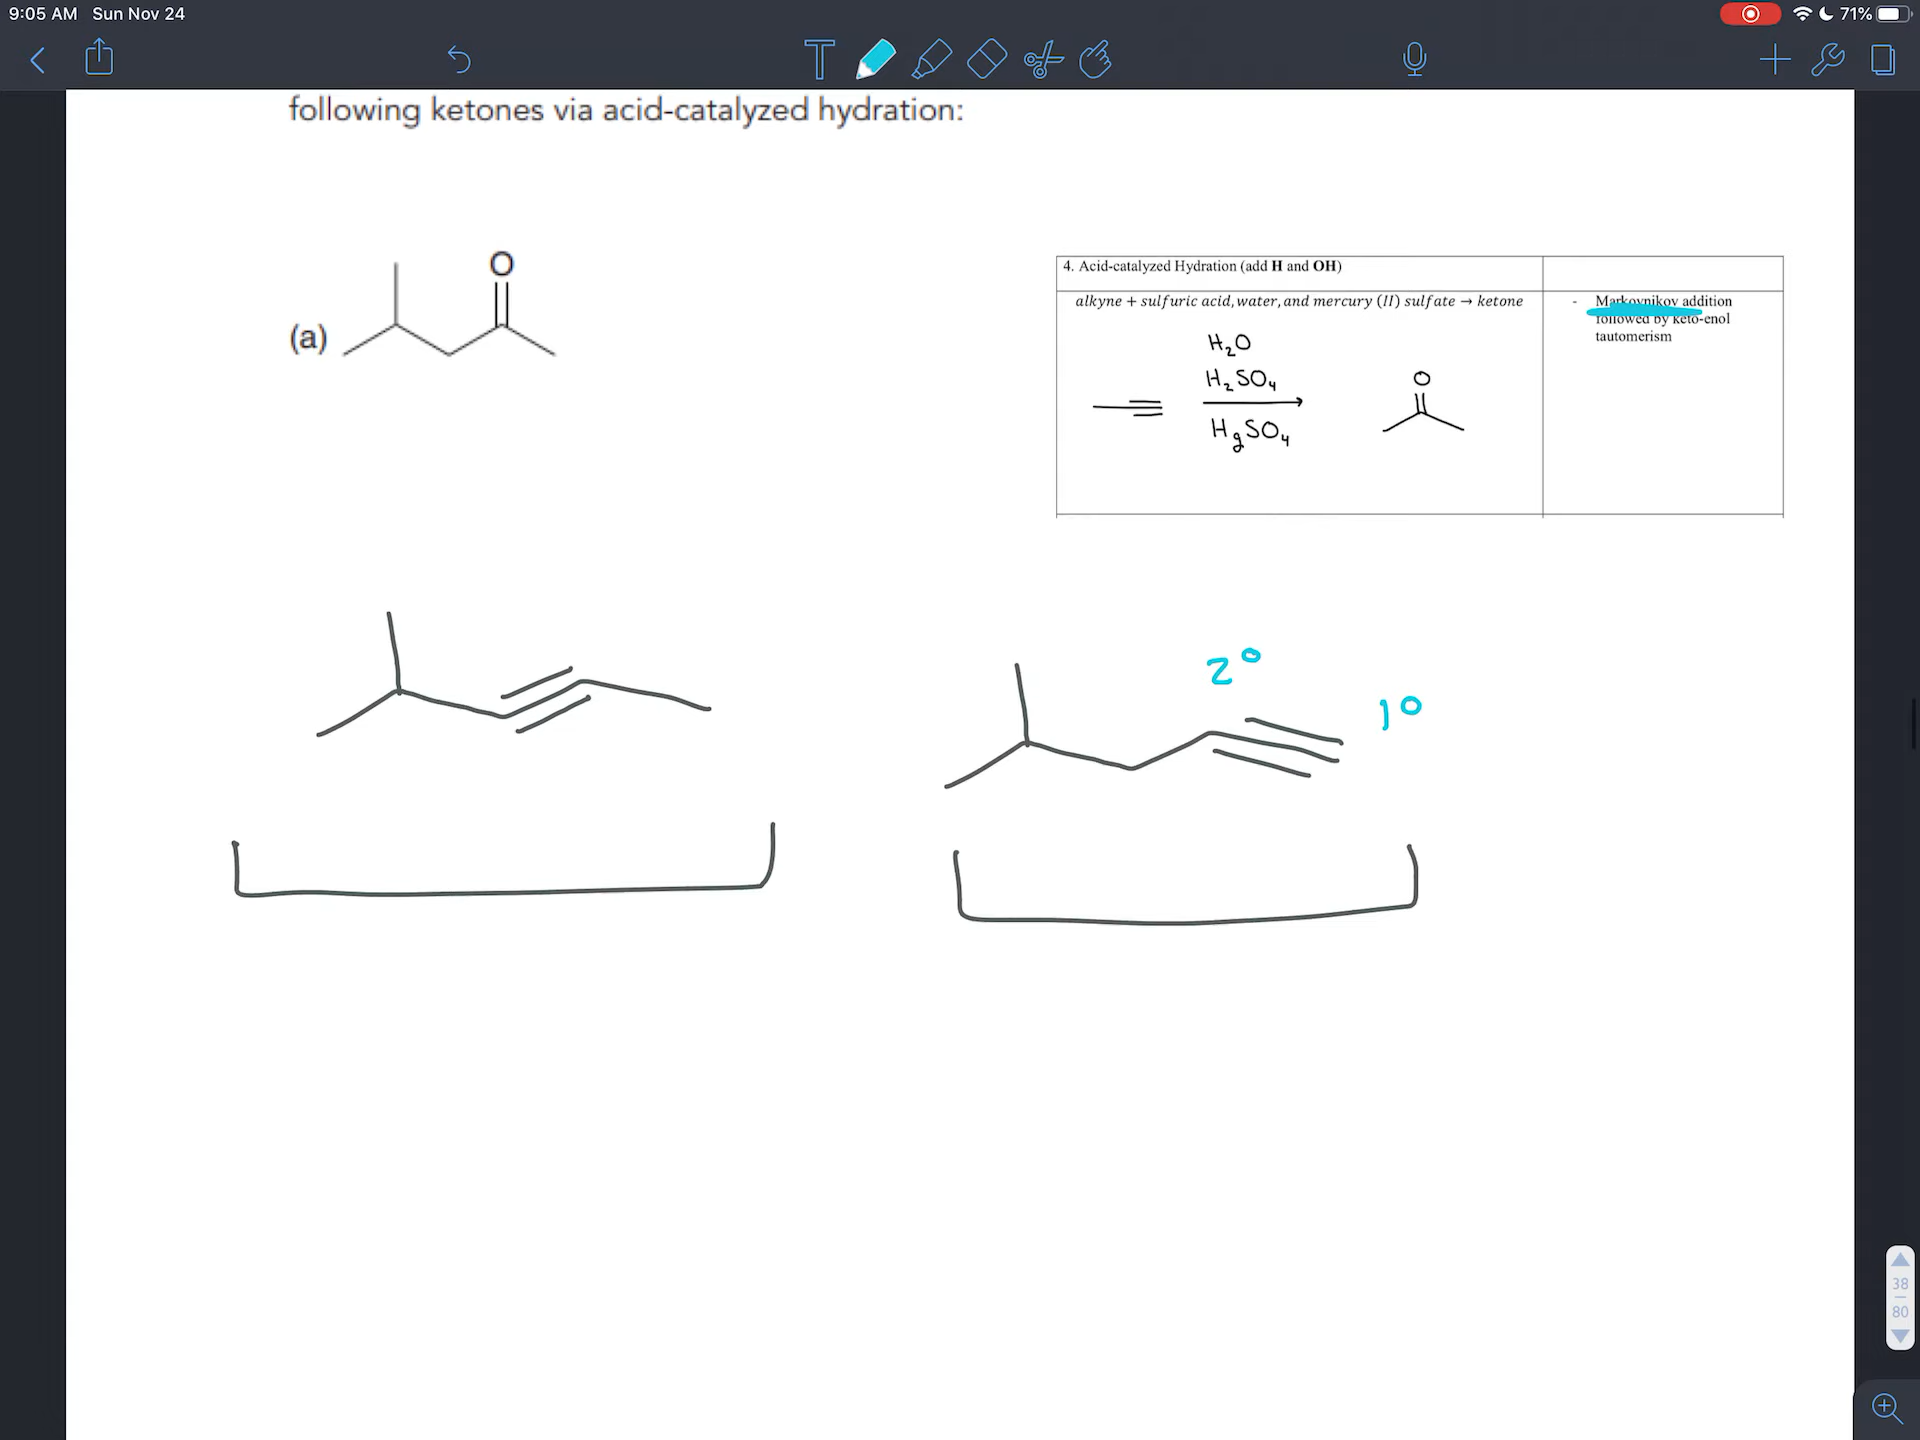 9:05 AM Sun Nov 24
71%
T
following ketones via acid-catalyzed hydration:
O
(a)
4. Acid-catalyzed Hydration (add H and OH)
alkyne + sulfuric acid, water, and mercury (II) sulfate → ketone
- Markovnikov addition
followed by keto-enol
tautomerism
H₂O
H₂SO₄
HgSO₄
O
2°
1°
38
80